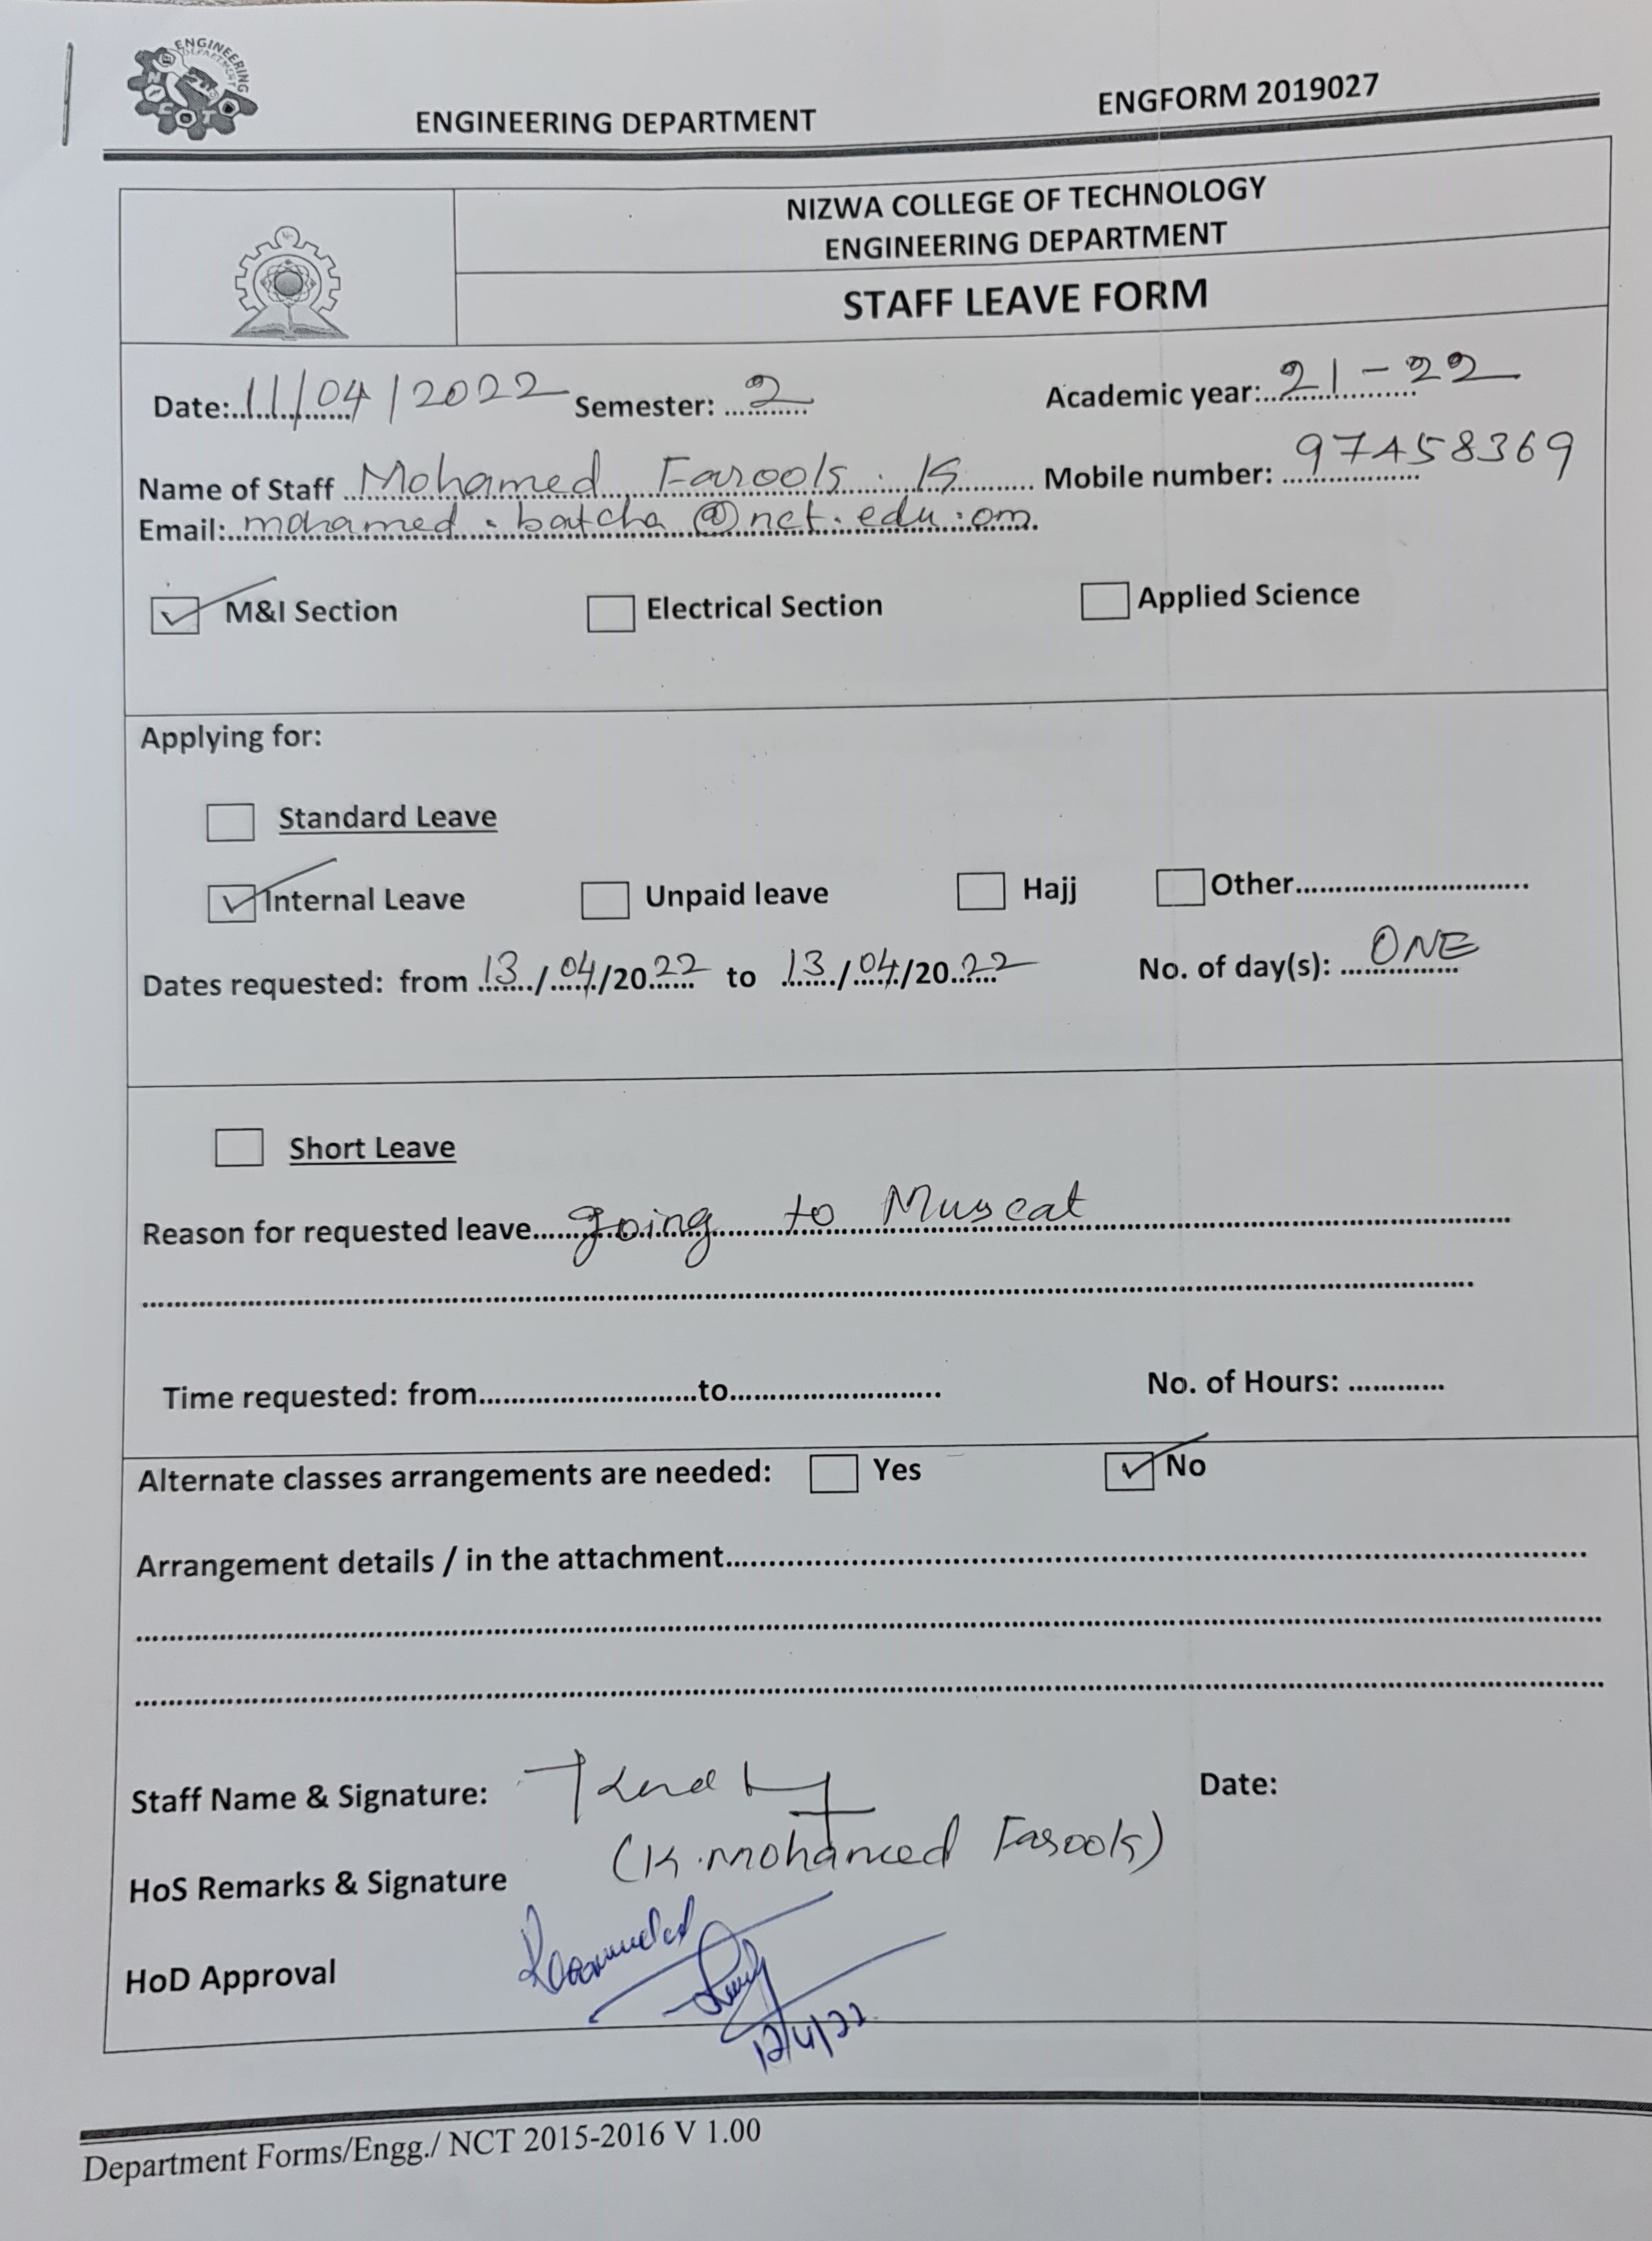 ENGINEERING DEPARTMENT
ENGINEERING DEPARTMENT ENGFORM 2019027
NIZWA COLLEGE OF TECHNOLOGY
ENGINEERING DEPARTMENT
STAFF LEAVE FORM
Date:..11/04/2022 Semester: ..2.. Academic year:..21-22
Name of Staff ..Mohamed Farook. K.. Mobile number: 97458369
Email:..mohamed.batcha@nct.edu.om.
M&I Section Electrical Section Applied Science
Applying for:
Standard Leave
Internal Leave Unpaid leave Hajj Other..............................
Dates requested: from 13/04/2022 to 13/04/2022 No. of day(s): ONE
Short Leave
Reason for requested leave......going to Muscat
Time requested: from............................to........................... No. of Hours: ............
Alternate classes arrangements are needed: Yes No
Arrangement details / in the attachment..............................
Staff Name & Signature: Date:
(K.Mohamed Farook)
HoS Remarks & Signature
Recommended
HoD Approval
12/4/22
Department Forms/Engg./ NCT 2015-2016 V 1.00